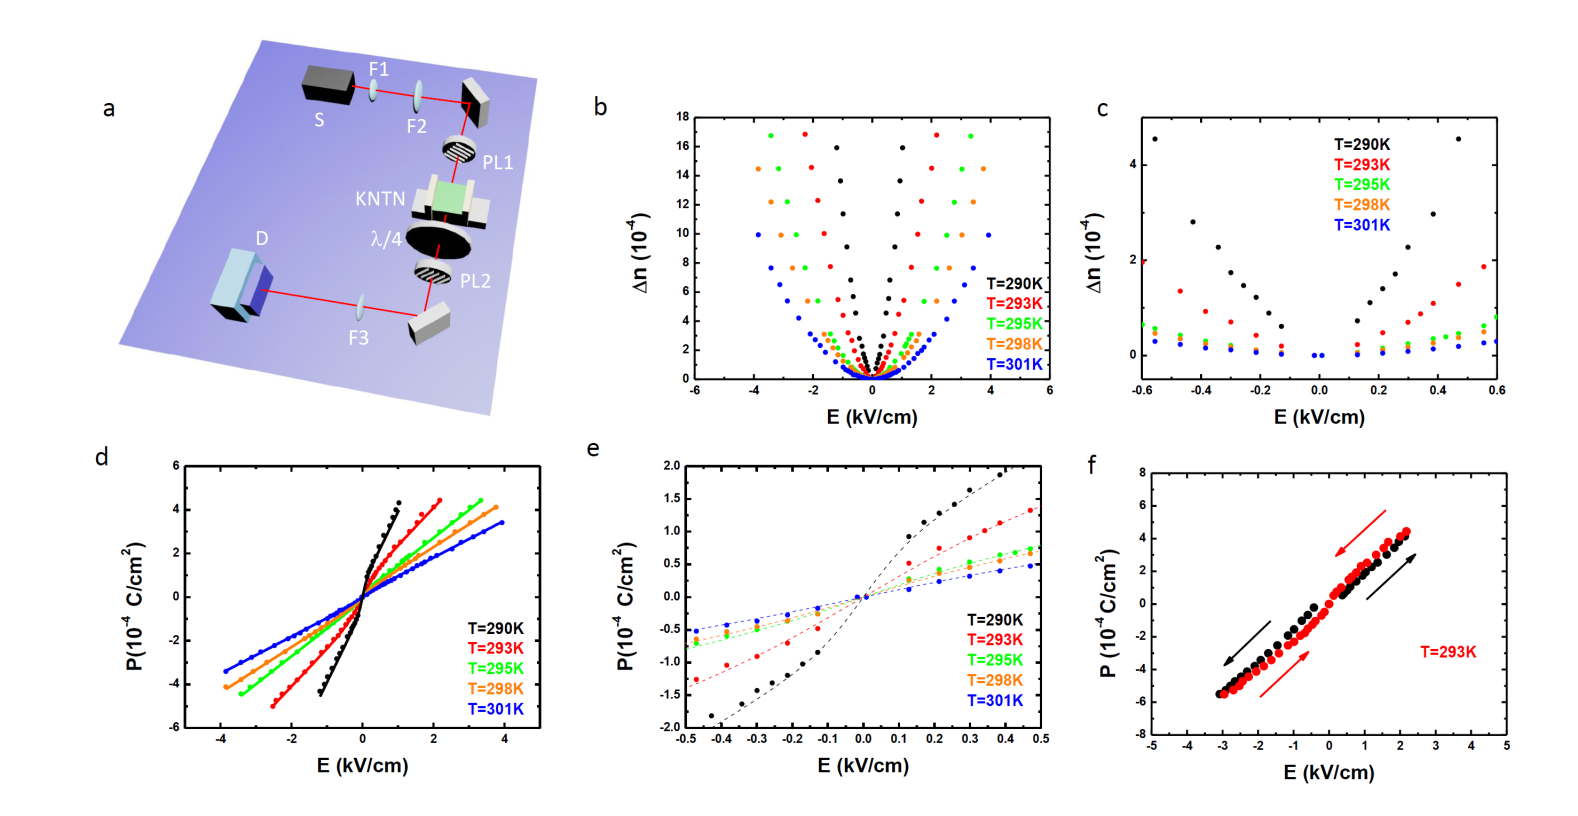 a
S
F1
F2
PL1
KNTN
λ/4
D
PL2
F3
b
Δn (10-4)
18
16
14
12
10
8
6
4
2
0
-6
-4
-2
0
2
4
6
E (kV/cm)
T=290K
T=293K
T=295K
T=298K
T=301K
c
Δn (10-4)
4
2
0
-0.6
-0.4
-0.2
0.0
0.2
0.4
0.6
E (kV/cm)
T=290K
T=293K
T=295K
T=298K
T=301K
d
P(10-4 C/cm2)
6
4
2
0
-2
-4
-6
-4
-2
0
2
4
E (kV/cm)
T=290K
T=293K
T=295K
T=298K
T=301K
e
P(10-4 C/cm2)
2.0
1.5
1.0
0.5
0.0
-0.5
-1.0
-1.5
-2.0
-0.5
-0.4
-0.3
-0.2
-0.1
0.0
0.1
0.2
0.3
0.4
0.5
E (kV/cm)
T=290K
T=293K
T=295K
T=298K
T=301K
f
P (10-4 C/cm2)
8
6
4
2
0
-2
-4
-6
-8
-5
-4
-3
-2
-1
0
1
2
3
4
5
E (kV/cm)
T=293K